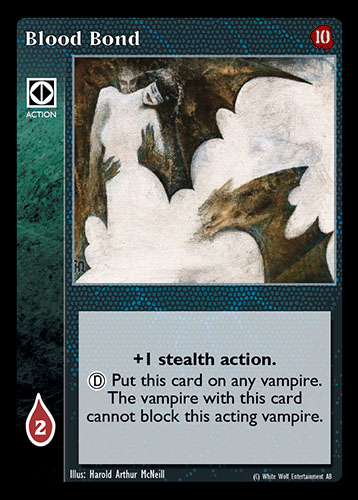 Blood Bond
10
ACTION
+1 stealth action.
D Put this card on any vampire.
The vampire with this card
cannot block this acting vampire.
2
Illus: Harold Arthur McNeill
(C) White Wolf Entertainment AB